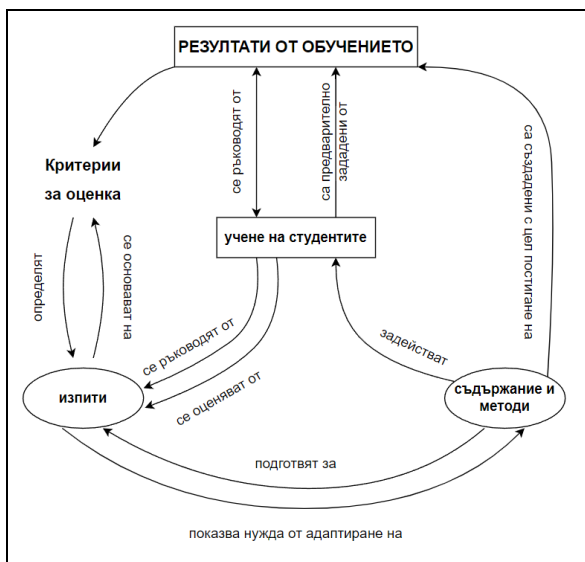 РЕЗУЛТАТИ ОТ ОБУЧЕНИЕТО
се ръководят от
са предварително
зададени от
са създадени с цел постигане на
Критерии
за оценка
учене на студентите
определят
се основават на
се ръководят от
се оценяват от
задействат
изпити
съдържание и
методи
подготвят за
показва нужда от адаптиране на